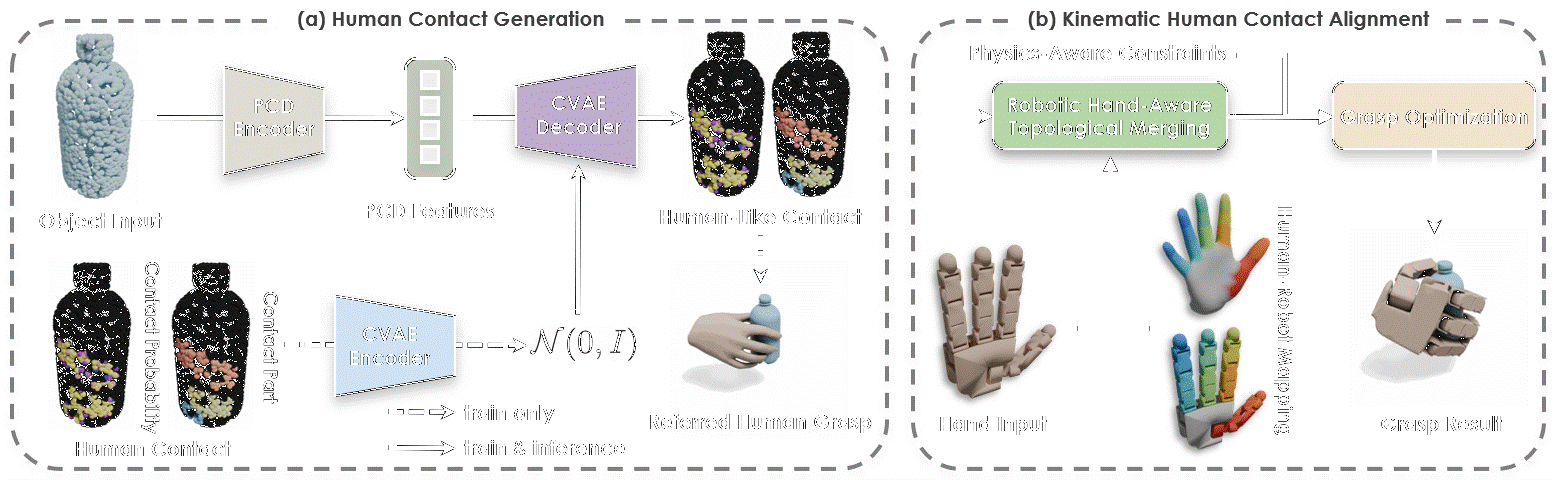 (a) Human Contact Generation
(b) Kinematic Human Contact Alignment
Physics-Aware Constraints
PCD
Encoder
CVAE
Decoder
Robotic Hand-Aware
Topological Merging
Grasp Optimization
Object Input
PCD Features
Human-Like Contact
Contact Probability
Contact Part
CVAE
Encoder
N(0, I)
Human-Robot Mapping
train only
train & inference
Human Contact
Referred Human Grasp
Hand Input
Grasp Result